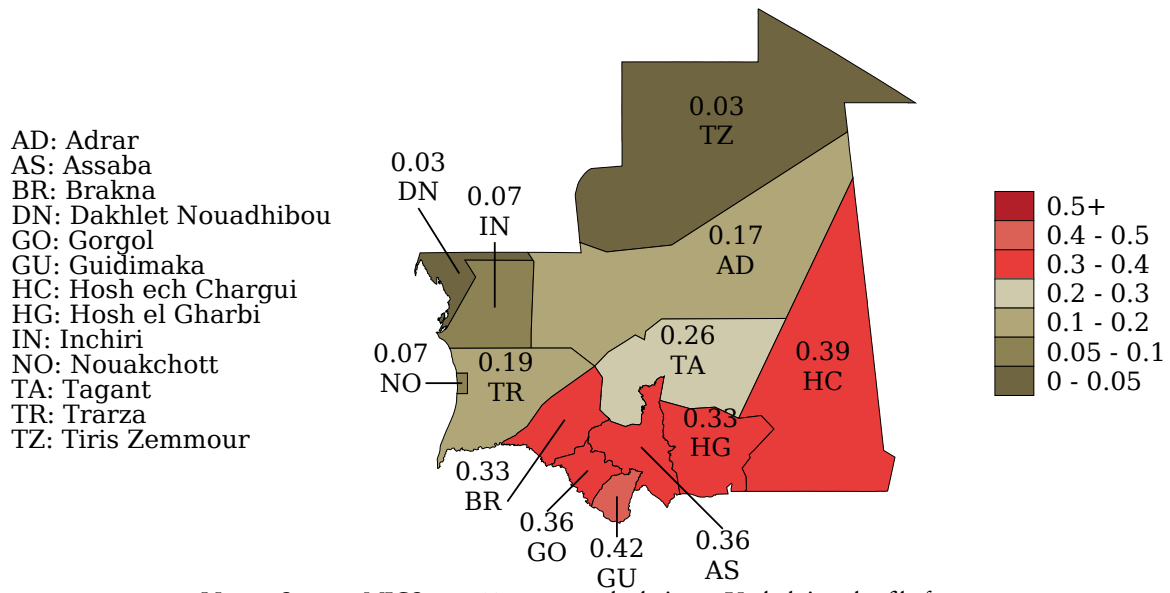 AD: Adrar
AS: Assaba
BR: Brakna
DN: Dakhlet Nouadhibou
GO: Gorgol
GU: Guidimaka
HC: Hosh ech Chargui
HG: Hosh el Gharbi
IN: Inchiri
NO: Nouakchott
TA: Tagant
TR: Trarza
TZ: Tiris Zemmour
0.03
TZ
0.03
DN
0.07
IN
0.17
AD
0.26
TA
0.39
HC
0.07
NO
0.19
TR
0.33
HG
0.33
BR
0.36
GO
0.42
GU
0.36
AS
0.5+
0.4 - 0.5
0.3 - 0.4
0.2 - 0.3
0.1 - 0.2
0.05 - 0.1
0 - 0.05